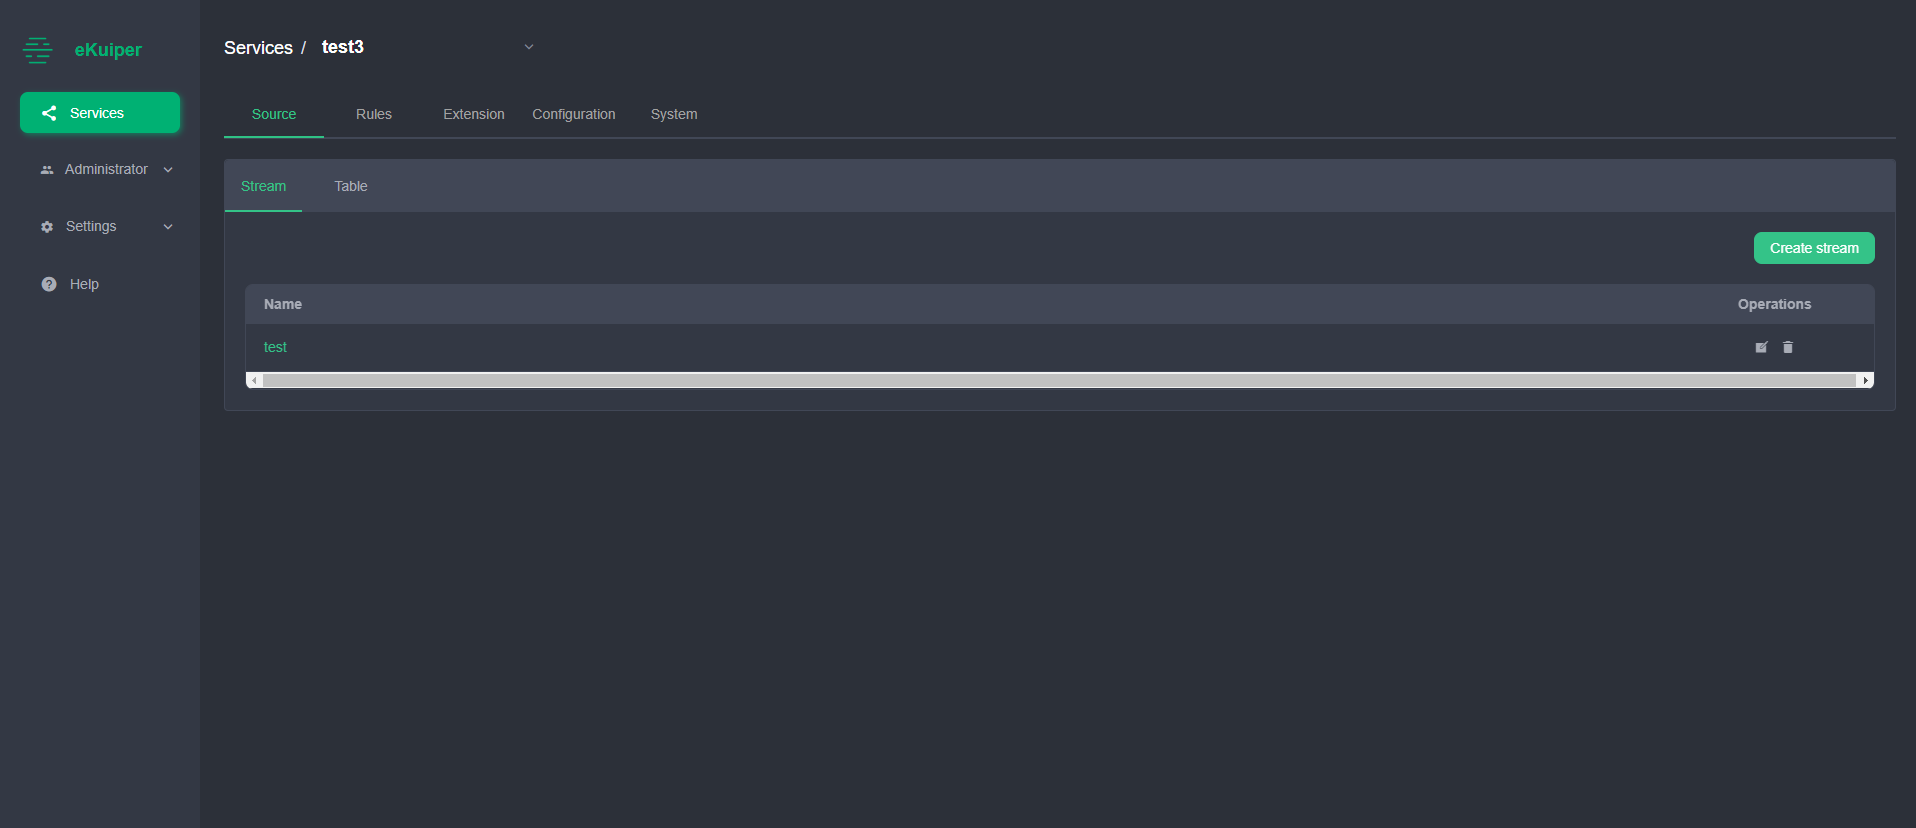 eKuiper
Services
Administrator
Settings
Help
Services / test3
Source Rules Extension Configuration System
Stream Table
Create stream
Name Operations
test